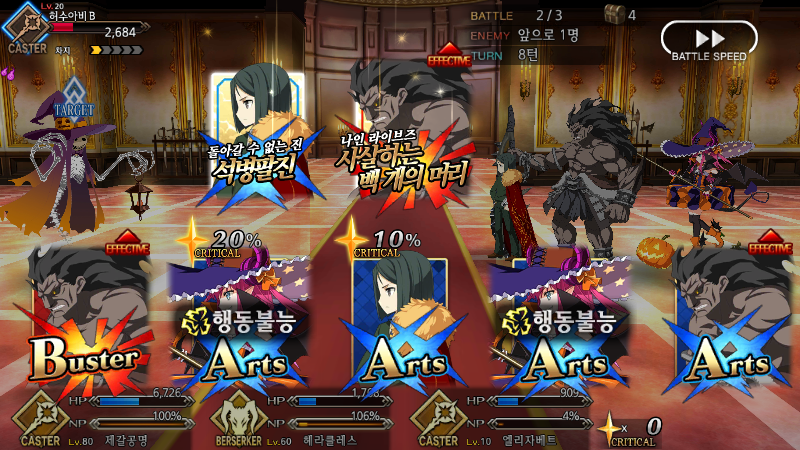 Lv.20
허수아비 B
2,684
CASTER
차지
BATTLE 2/3
4
ENEMY 앞으로 1명
TURN 8턴
BATTLE SPEED
TARGET
EFFECTIVE
돌아갈 수 없는 진
석병팔진
나인 라이브즈
사살하는
백 개의 머리
EFFECTIVE
20%
CRITICAL
10%
CRITICAL
EFFECTIVE
행동불능
행동불능
Buster
Arts
Arts
Arts
Arts
HP 6,726
NP 100%
CASTER
Lv.80 제갈공명
HP
NP 106%
BERSERKER
Lv.60 헤라클레스
HP 909
NP 4%
CASTER
Lv.10 엘리자베트
x 0
CRITICAL